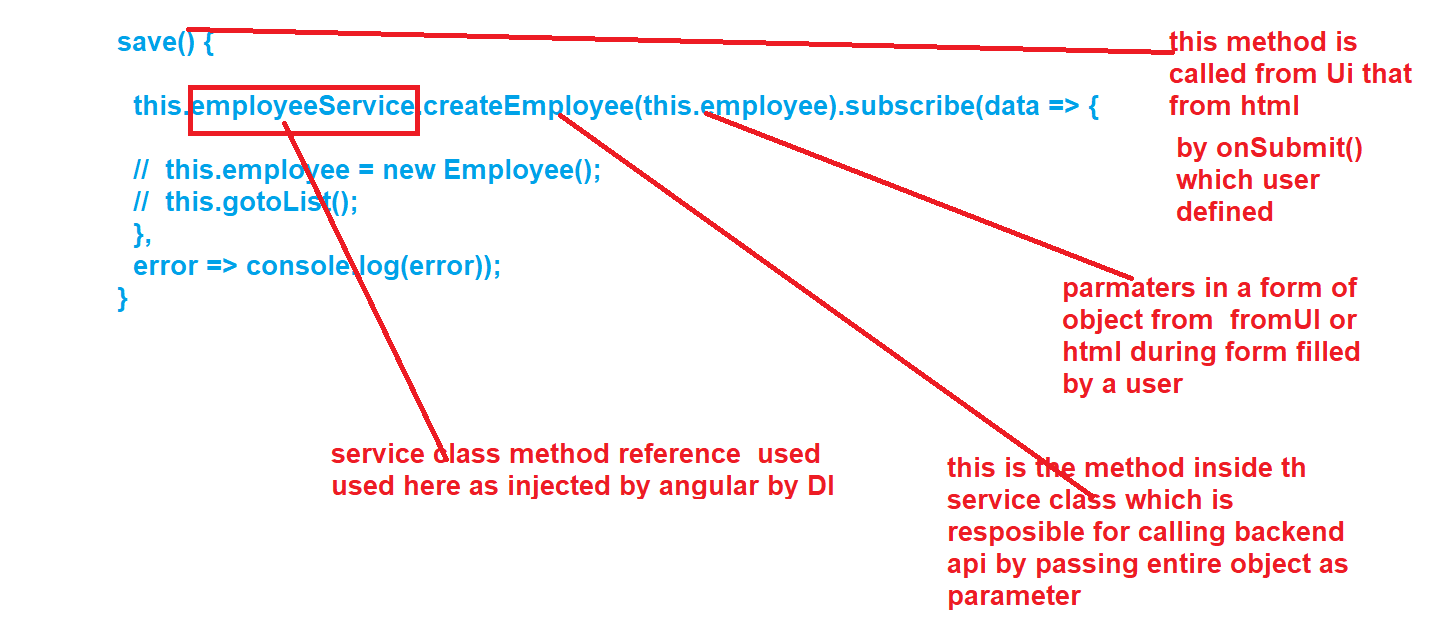 save() {
this.employeeService.createEmployee(this.employee).subscribe(data => {
//  this.employee = new Employee();
//  this.gotoList();
},
error => console.log(error));
}
this method is
called from Ui that
from html
by onSubmit()
which user
defined
parmaters in a form of
object from  fromUI or
html during form filled
by a user
service class method reference  used
used here as injected by angular by DI
this is the method inside th
service class which is
resposible for calling backend
api by passing entire object as
parameter